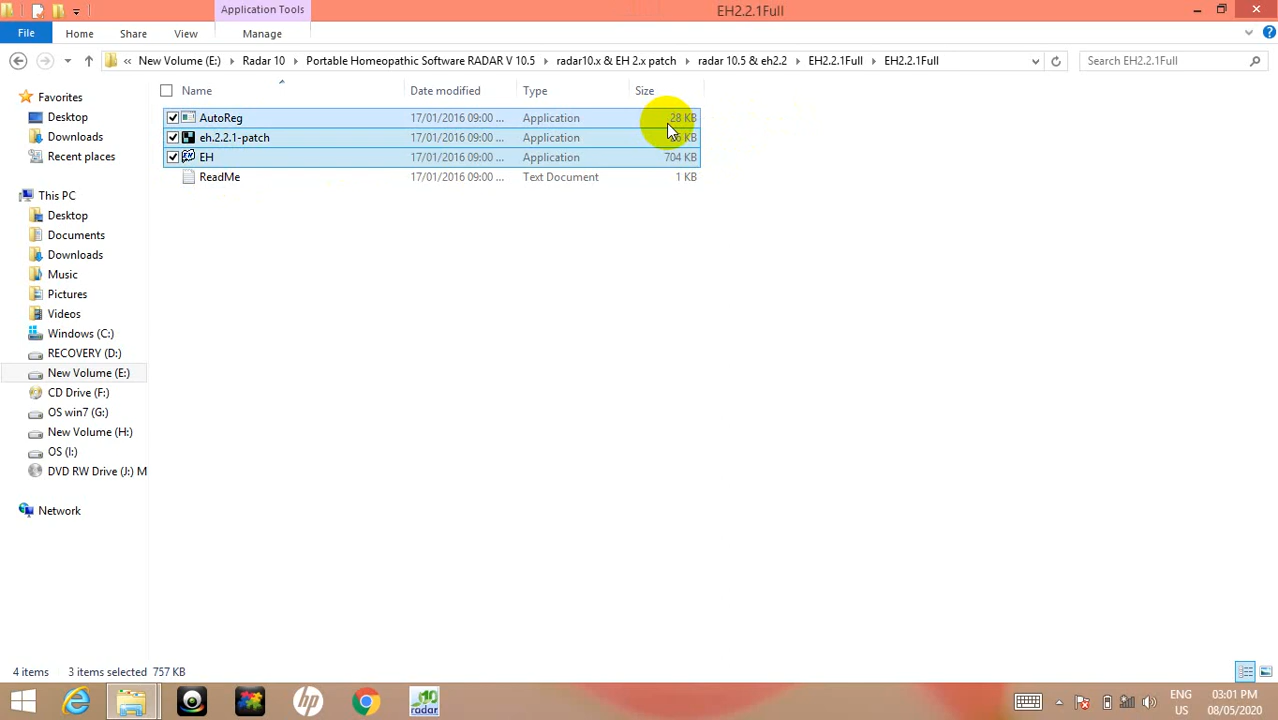 Application Tools
EH2.2.1Full
File Home Share View Manage
« New Volume (E:) Radar 10 Portable Homeopathic Software RADAR V 10.5 radar10.x & EH 2.x patch radar 10.5 & eh2.2 EH2.2.1Full EH2.2.1Full
Search EH2.2.1Full
Name Date modified Type Size
AutoReg 17/01/2016 09:00 ... Application 28 KB
eh.2.2.1-patch 17/01/2016 09:00 ... Application KB
EH 17/01/2016 09:00 ... Application 704 KB
ReadMe 17/01/2016 09:00 ... Text Document 1 KB
Favorites
Desktop
Downloads
Recent places
This PC
Desktop
Documents
Downloads
Music
Pictures
Videos
Windows (C:)
RECOVERY (D:)
New Volume (E:)
CD Drive (F:)
OS win7 (G:)
New Volume (H:)
OS (I:)
DVD RW Drive (J:) M
Network
4 items 3 items selected 757 KB
hp
10
radar
ENG
US
03:01 PM
08/05/2020